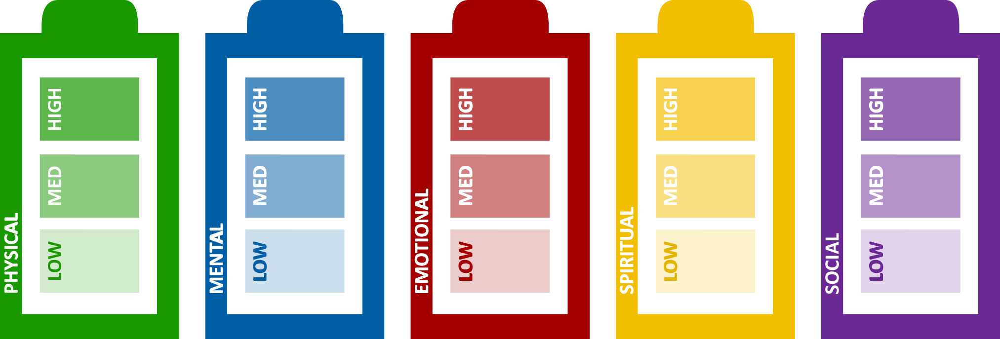 PHYSICAL
HIGH
MED
LOW
MENTAL
HIGH
MED
LOW
EMOTIONAL
HIGH
MED
LOW
SPIRITUAL
HIGH
MED
LOW
SOCIAL
HIGH
MED
LOW